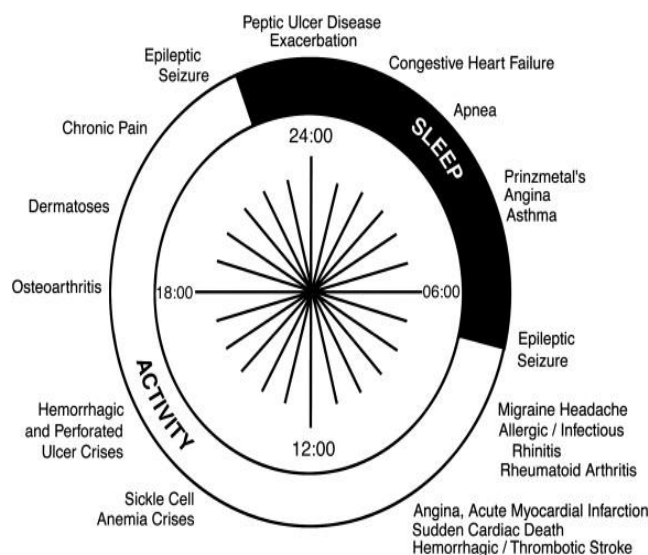 Peptic Ulcer Disease
Exacerbation
Epileptic
Seizure
Congestive Heart Failure
Chronic Pain
Apnea
24:00
SLEEP
Prinzmetal's
Angina
Asthma
Dermatoses
Osteoarthritis
18:00
06:00
Epileptic
Seizure
ACTIVITY
Hemorrhagic
and Perforated
Ulcer Crises
Migraine Headache
Allergic / Infectious
Rhinitis
Rheumatoid Arthritis
12:00
Sickle Cell
Anemia Crises
Angina, Acute Myocardial Infarction
Sudden Cardiac Death
Hemorrhagic / Thrombotic Stroke